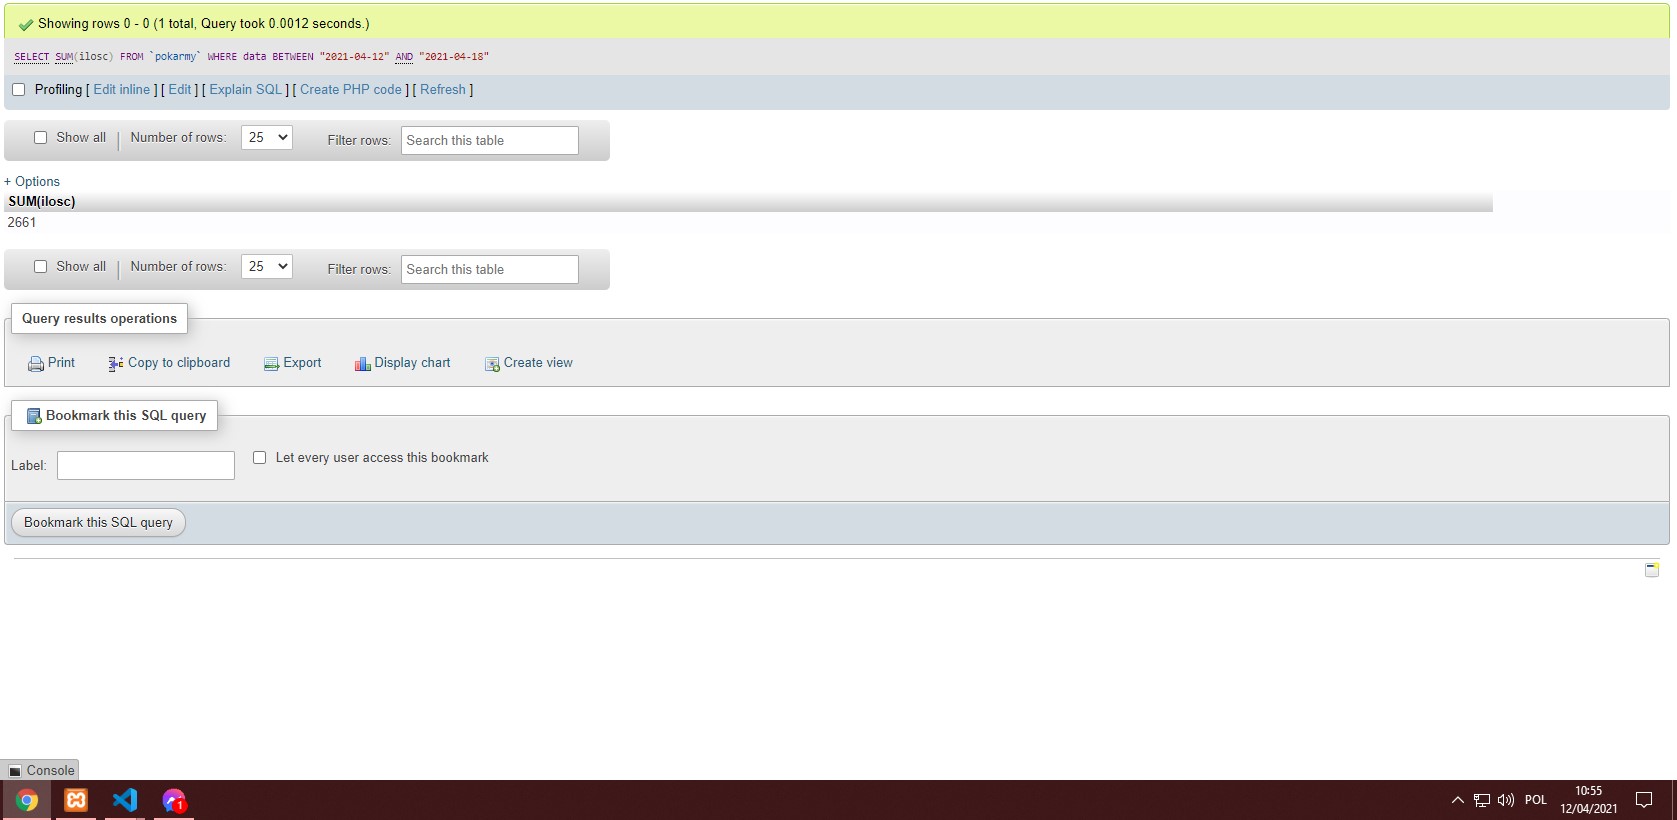 Showing rows 0 - 0 (1 total, Query took 0.0012 seconds.)
SELECT SUM(ilosc) FROM `pokarmy` WHERE data BETWEEN "2021-04-12" AND "2021-04-18"
Profiling [ Edit inline ] [ Edit ] [ Explain SQL ] [ Create PHP code ] [ Refresh ]
Show all | Number of rows: 25 Filter rows: Search this table
+ Options
SUM(ilosc)
2661
Show all | Number of rows: 25 Filter rows: Search this table
Query results operations
Print Copy to clipboard Export Display chart Create view
Bookmark this SQL query
Label: Let every user access this bookmark
Bookmark this SQL query
Console
1
POL
10:55
12/04/2021